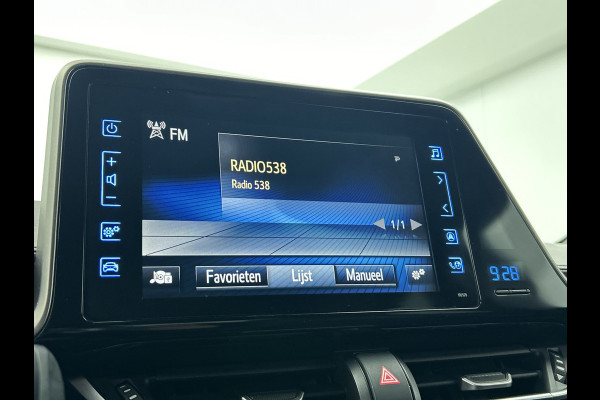 FM
RADIO538
Radio 538
P
1/1
Favorieten Lijst Manueel
9:28